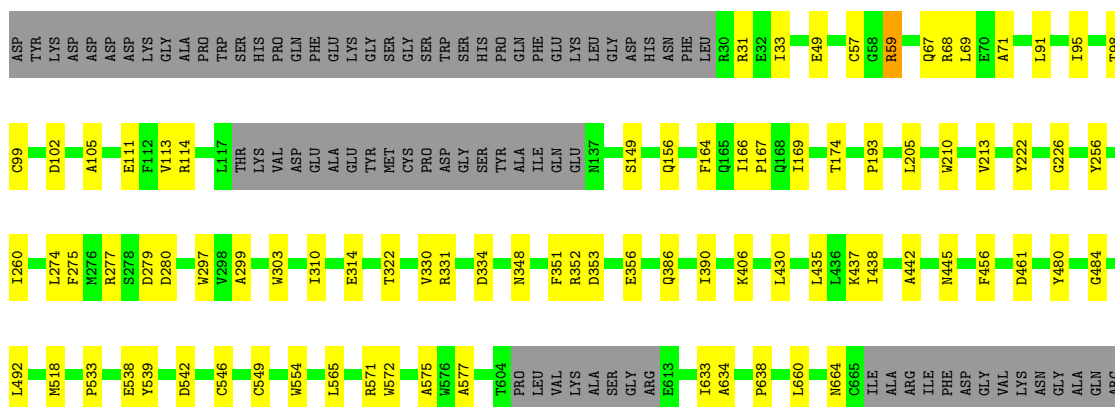 ASP TYR LYS ASP ASP ASP ASP LYS GLY ALA PRO TRP SER HIS PRO GLN PHE GLU LYS GLY SER GLY SER TRP SER HIS PRO GLN PHE GLU LYS LEU GLY ASP HIS ASN PHE LEU R30 R31 E32 I33 E49 C57 G58 R59 Q67 R68 L69 E70 A71 L91 I95 T98
C99 D102 A105 E111 F112 V113 R114 L117 THR LYS VAL ASP GLU ALA GLU TYR MET CYS PRO ASP GLY SER TYR ALA ILE GLN GLU N137 S149 Q156 F164 Q165 I166 P167 Q168 I169 T174 P193 L205 W210 V213 Y222 G226 Y256
I260 L274 F275 M276 R277 S278 D279 D280 W297 V298 A299 W303 I310 E314 T322 V330 R331 D334 N348 F351 R352 D353 E356 Q386 I390 K406 L430 L435 L436 K437 I438 A442 N445 F456 D461 Y480 G484
L492 M518 P533 E538 Y539 D542 C546 C549 W554 L565 R571 W572 A575 W576 A577 T604 PRO LEU VAL LYS ALA SER GLY ARG E613 I633 A634 P638 L660 N664 C665 ILE ALA ARG ILE PHE ASP GLY VAL LYS ASN GLY ALA GLN ARG